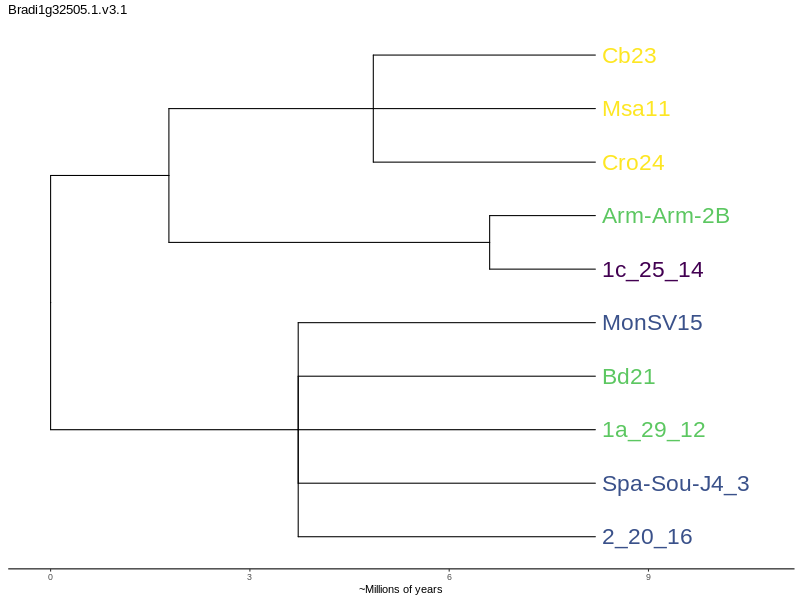 Bradi1g32505.1.v3.1
Cb23
Msa11
Cro24
Arm-Arm-2B
1c_25_14
MonSV15
Bd21
1a_29_12
Spa-Sou-J4_3
2_20_16
0 3 6 9
~Millions of years